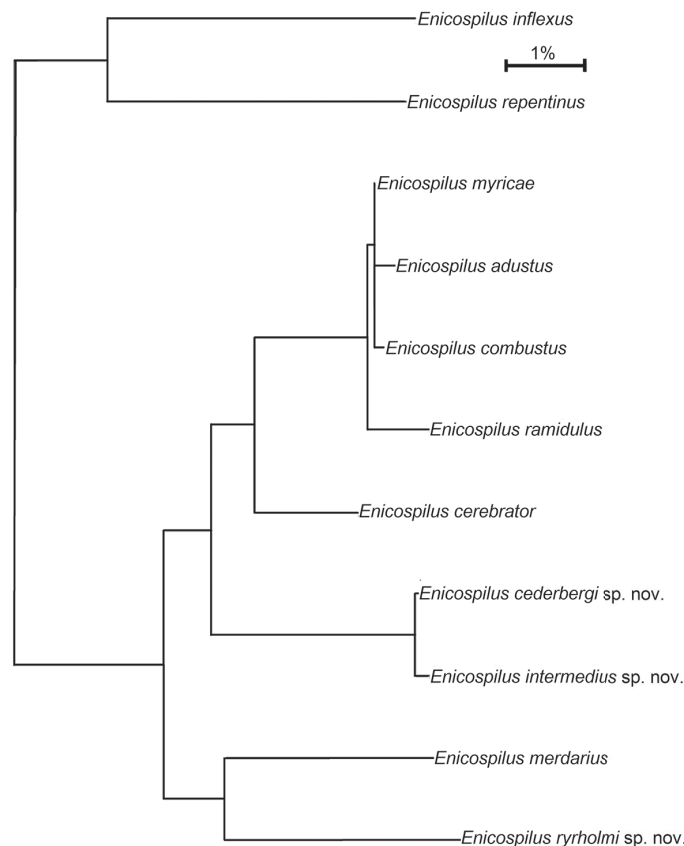 Enicospilus inflexus
1%
Enicospilus repentinus
Enicospilus myricae
Enicospilus adustus
Enicospilus combustus
Enicospilus ramidulus
Enicospilus cerebrator
Enicospilus cederbergi sp. nov.
Enicospilus intermedius sp. nov.
Enicospilus merdarius
Enicospilus ryrholmi sp. nov.